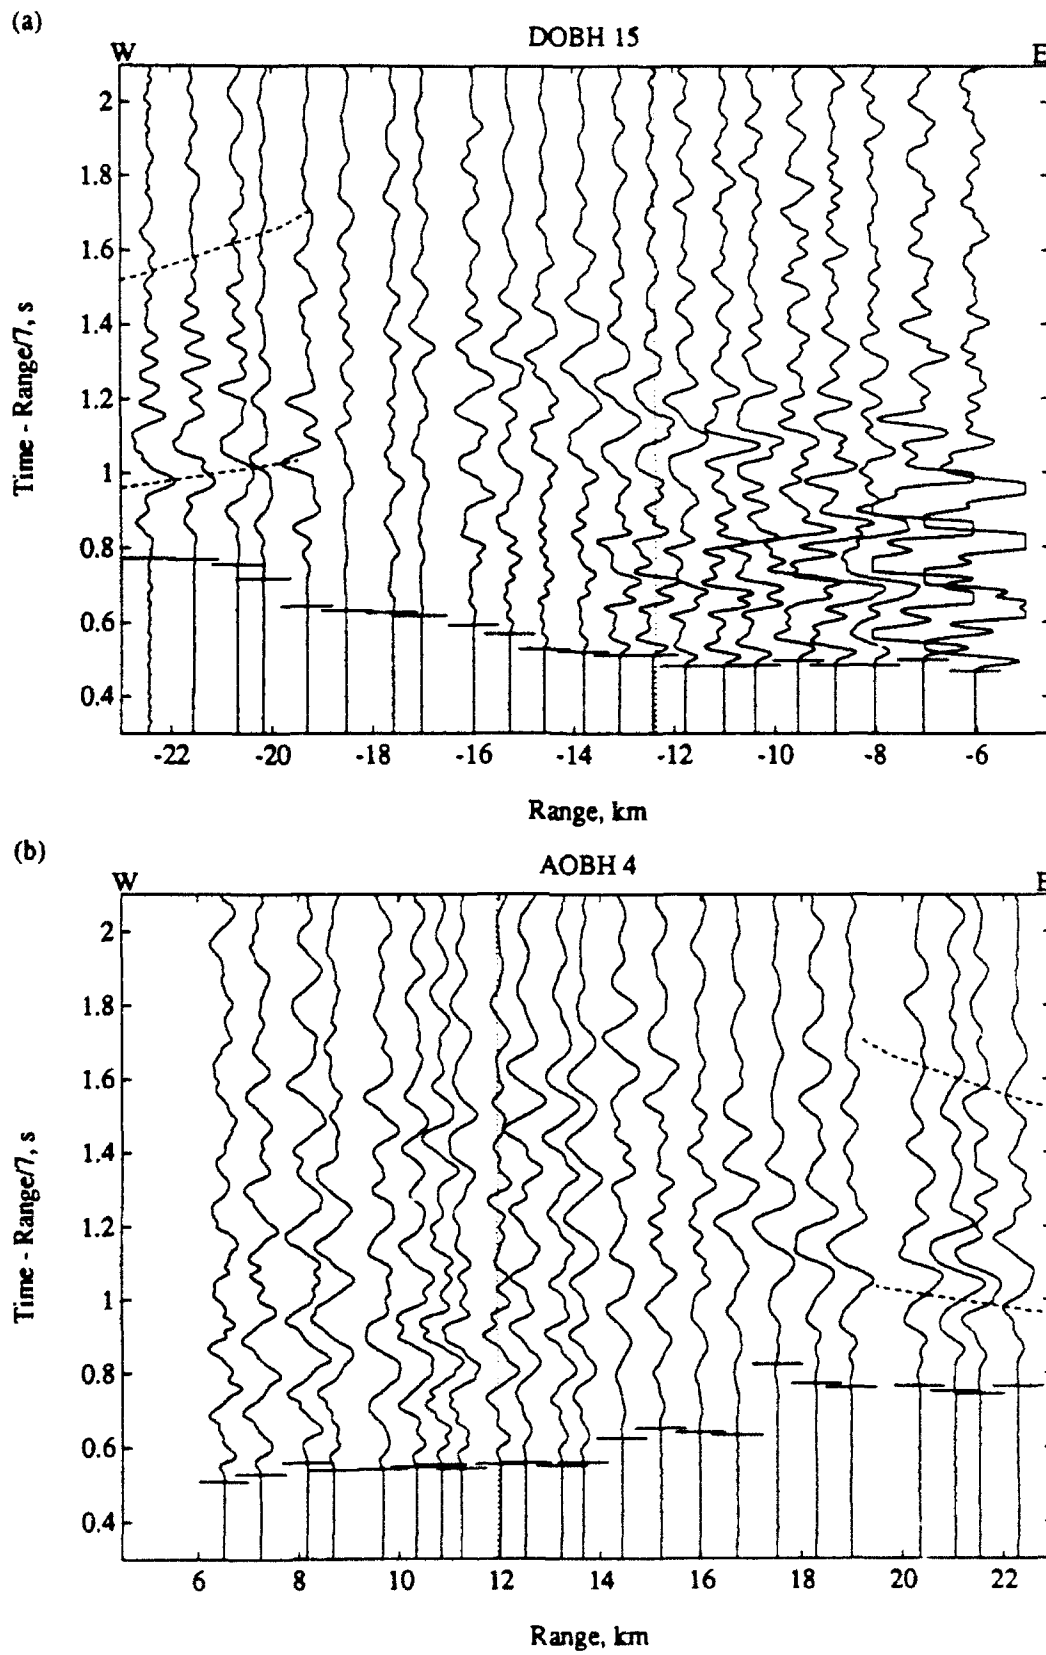 (a)
DOBH 15
W E
2
1.8
1.6
1.4
1.2
1
0.8
0.6
0.4
Time - Range/7, s
-22 -20 -18 -16 -14 -12 -10 -8 -6
Range, km
(b)
AOBH 4
W E
2
1.8
1.6
1.4
1.2
1
0.8
0.6
0.4
Time - Range/7, s
6 8 10 12 14 16 18 20 22
Range, km